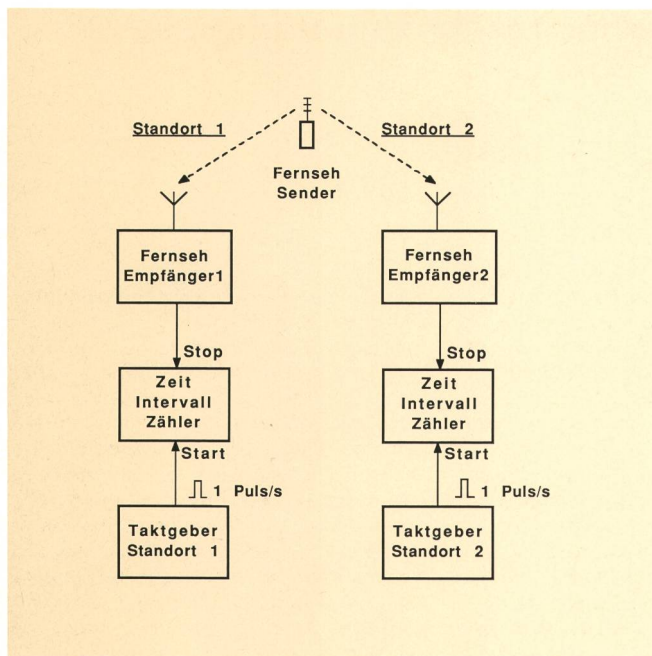 Standort 1
Standort 2
Fernseh
Sender
Fernseh
Empfänger1
Fernseh
Empfänger2
Stop
Stop
Zeit
Intervall
Zähler
Zeit
Intervall
Zähler
Start
Start
1 Puls/s
1 Puls/s
Taktgeber
Standort 1
Taktgeber
Standort 2